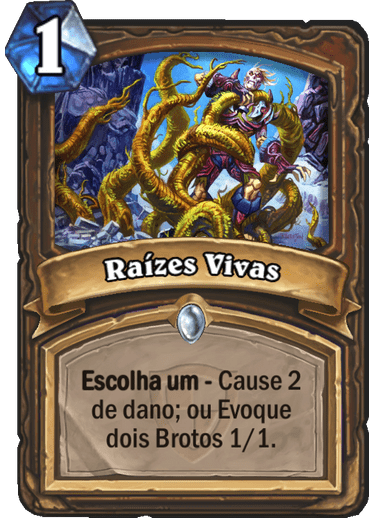 1
Raízes Vivas
Escolha um - Cause 2
de dano; ou Evoque
dois Brotos 1/1.